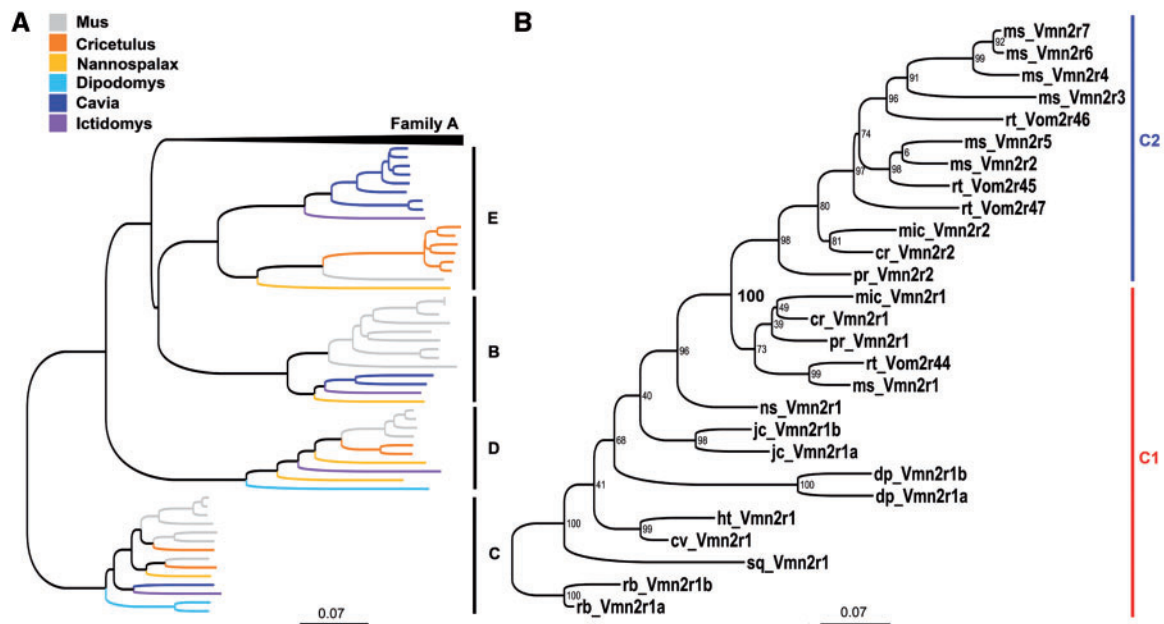 A
Mus
Cricetulus
Nannospalax
Dipodomys
Cavia
Ictidomys
Family A
E
B
D
C
0.07
B
ms_Vmn2r7
92
ms_Vmn2r6
99
ms_Vmn2r4
91
ms_Vmn2r3
96
rt_Vom2r46
74
ms_Vmn2r5
6
ms_Vmn2r2
98
97
rt_Vom2r45
rt_Vom2r47
80
mic_Vmn2r2
81
cr_Vmn2r2
98
pr_Vmn2r2
100
mic_Vmn2r1
49
cr_Vmn2r1
39
pr_Vmn2r1
73
rt_Vom2r44
99
ms_Vmn2r1
96
ns_Vmn2r1
40
jc_Vmn2r1b
98
jc_Vmn2r1a
68
dp_Vmn2r1b
100
dp_Vmn2r1a
41
ht_Vmn2r1
99
cv_Vmn2r1
100
sq_Vmn2r1
rb_Vmn2r1b
100
rb_Vmn2r1a
C2
C1
0.07